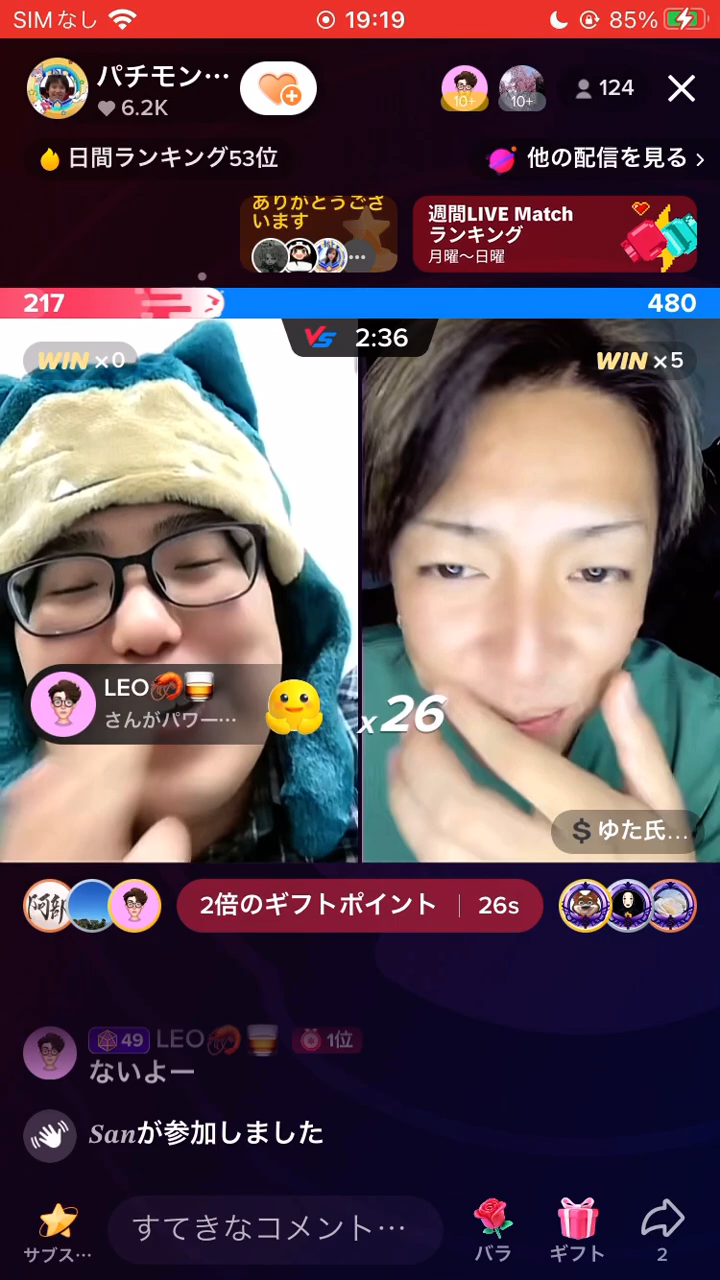 SIMなし
19:19
85%
パチモン…
6.2K
10+
10+
124
日間ランキング53位
他の配信を見る
ありがとうござ
います
週間LIVE Match
ランキング
月曜〜日曜
217
480
VS 2:36
WIN x0
WIN x5
LEO🦐🥃
さんがパワー…
x26
$ ゆた氏…
阿部
2倍のギフトポイント | 26s
49 LEO🦐🥃 1位
ないよー
Sanが参加しました
サブス…
すてきなコメント…
バラ
ギフト
2